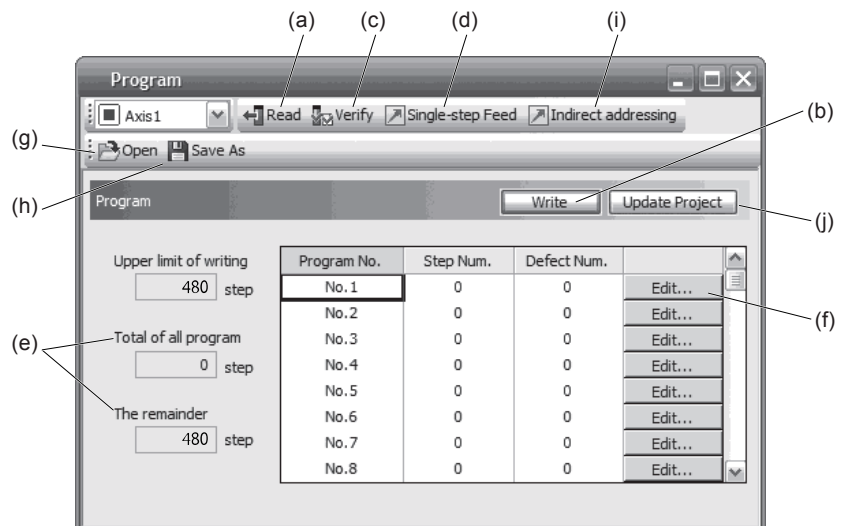 (a) (c) (d) (i)
Program
Axis1 Read Verify Single-step Feed Indirect addressing
(b)
(g) Open Save As
(h) Program Write Update Project
(j)
Upper limit of writing Program No. Step Num. Defect Num.
480 step No.1 0 0 Edit...
(f)
No.2 0 0 Edit...
(e) Total of all program No.3 0 0 Edit...
0 step No.4 0 0 Edit...
No.5 0 0 Edit...
The remainder No.6 0 0 Edit...
480 step No.7 0 0 Edit...
No.8 0 0 Edit...